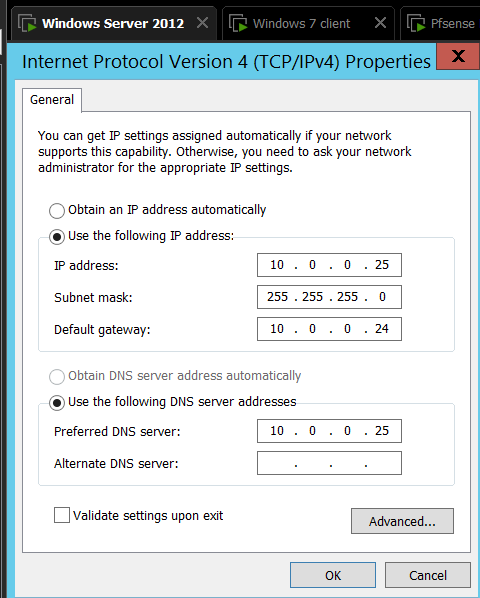 Windows Server 2012 Windows 7 client Pfsense
Internet Protocol Version 4 (TCP/IPv4) Properties X
General
You can get IP settings assigned automatically if your network
supports this capability. Otherwise, you need to ask your network
administrator for the appropriate IP settings.
Obtain an IP address automatically
Use the following IP address:
IP address: 10 . 0 . 0 . 25
Subnet mask: 255 . 255 . 255 . 0
Default gateway: 10 . 0 . 0 . 24
Obtain DNS server address automatically
Use the following DNS server addresses
Preferred DNS server: 10 . 0 . 0 . 25
Alternate DNS server: . . .
Validate settings upon exit
Advanced...
OK Cancel